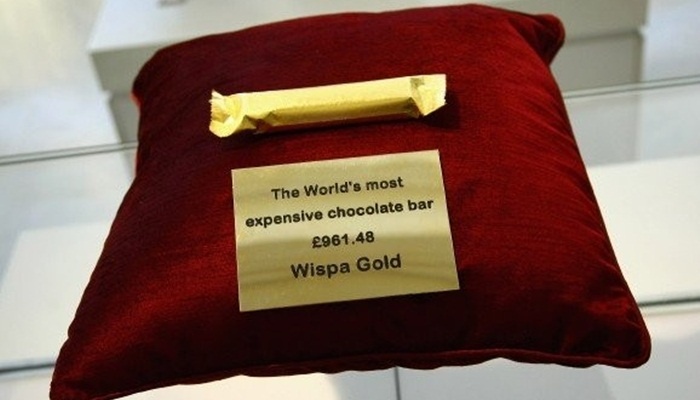 The World's most
expensive chocolate bar
£961.48
Wispa Gold